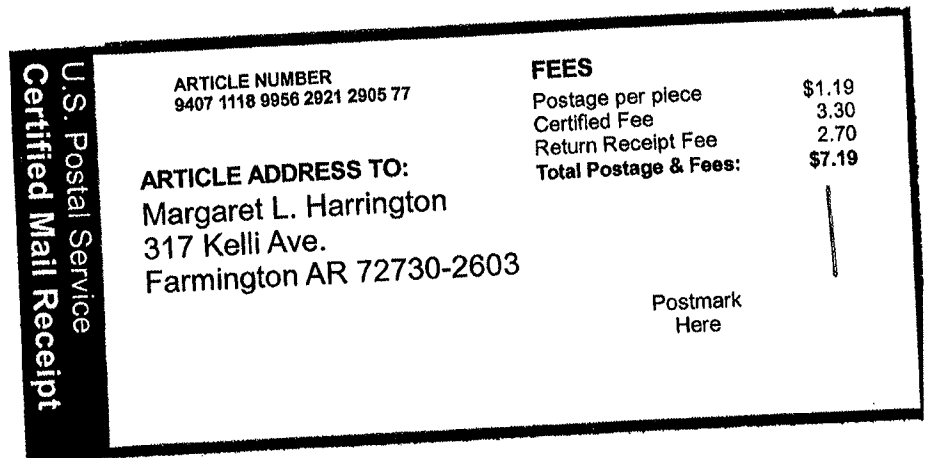 U.S. Postal Service
Certified Mail Receipt
ARTICLE NUMBER
9407 1118 9956 2921 2905 77
ARTICLE ADDRESS TO:
Margaret L. Harrington
317 Kelli Ave.
Farmington AR 72730-2603
FEES
Postage per piece $1.19
Certified Fee 3.30
Return Receipt Fee 2.70
Total Postage & Fees: $7.19
Postmark
Here